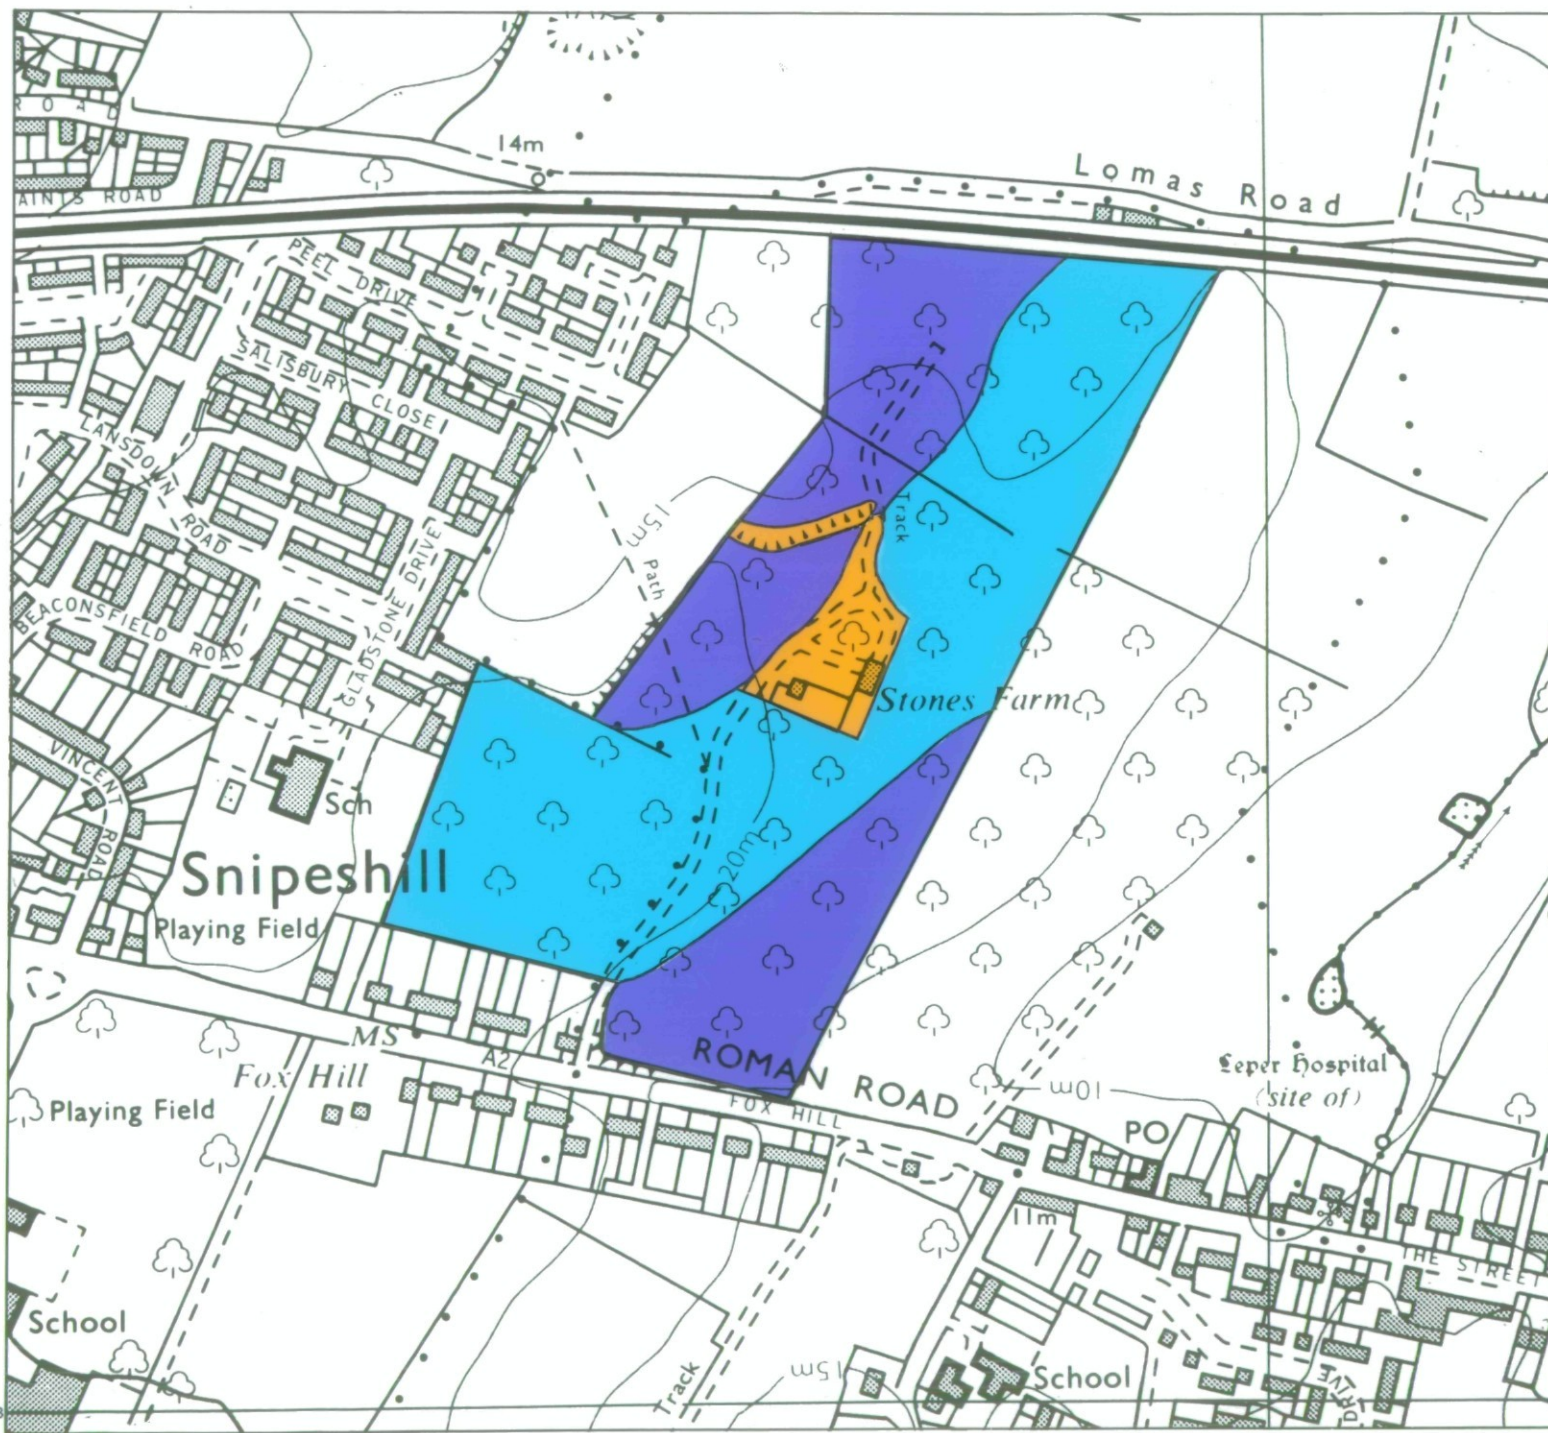 ROAD
14m
Lomas Road
AINTS ROAD
PEEL DRIVE
SALISBURY CLOSE
LANSDOWN ROAD
15m
Track
Path
BEACONSFIELD ROAD
GLADSTONE DRIVE
Stones Farm
VINCENT ROAD
Sch
20m
Snipeshill
Playing Field
MS
A2
ROMAN ROAD
Fox Hill
FOX HILL
Leper Hospital
(site of)
10m
Playing Field
PO
11m
THE STREET
School
15m
School
Track
DRIVE